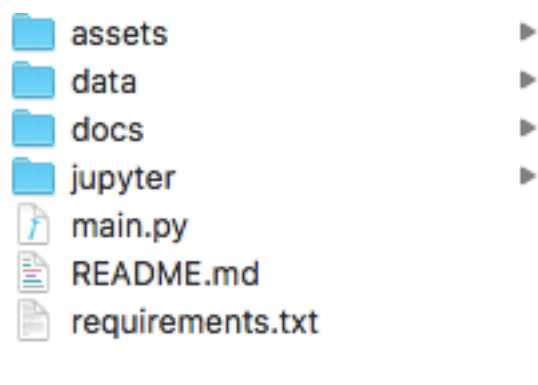 assets
data
docs
jupyter
main.py
README.md
requirements.txt